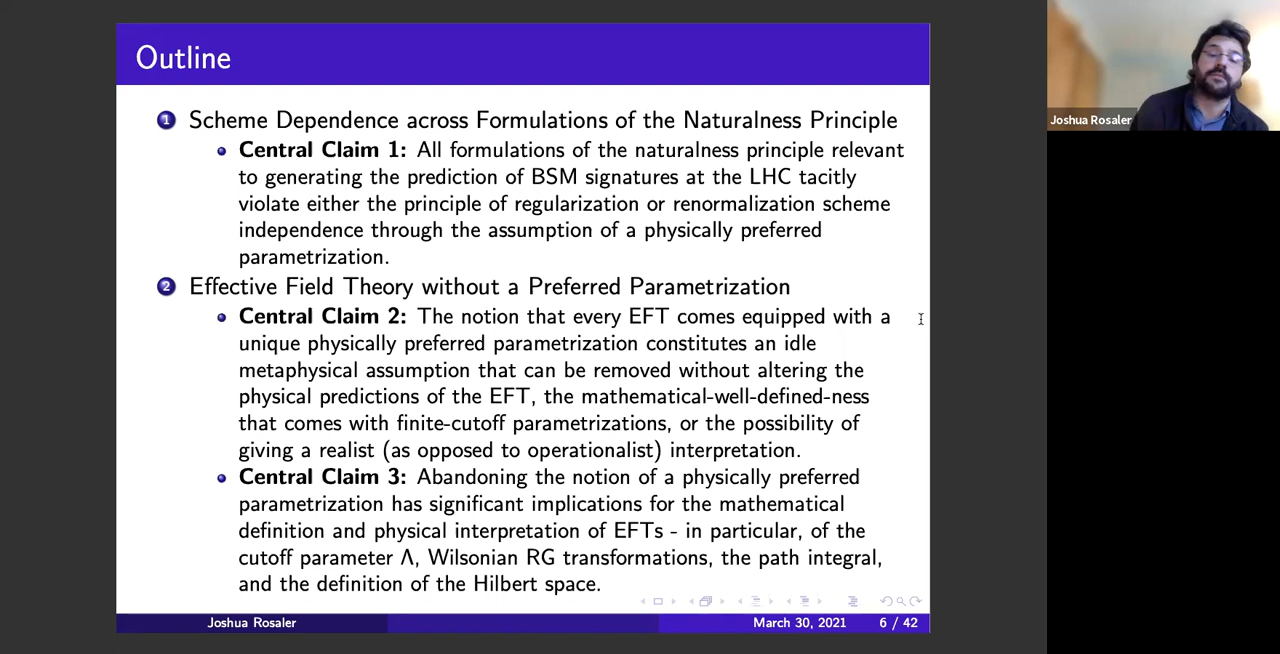 Outline
1 Scheme Dependence across Formulations of the Naturalness Principle
Central Claim 1: All formulations of the naturalness principle relevant
to generating the prediction of BSM signatures at the LHC tacitly
violate either the principle of regularization or renormalization scheme
independence through the assumption of a physically preferred
parametrization.
2 Effective Field Theory without a Preferred Parametrization
Central Claim 2: The notion that every EFT comes equipped with a
unique physically preferred parametrization constitutes an idle
metaphysical assumption that can be removed without altering the
physical predictions of the EFT, the mathematical-well-defined-ness
that comes with finite-cutoff parametrizations, or the possibility of
giving a realist (as opposed to operationalist) interpretation.
Central Claim 3: Abandoning the notion of a physically preferred
parametrization has significant implications for the mathematical
definition and physical interpretation of EFTs - in particular, of the
cutoff parameter Λ, Wilsonian RG transformations, the path integral,
and the definition of the Hilbert space.
Joshua Rosaler
March 30, 2021
6 / 42
Joshua Rosaler